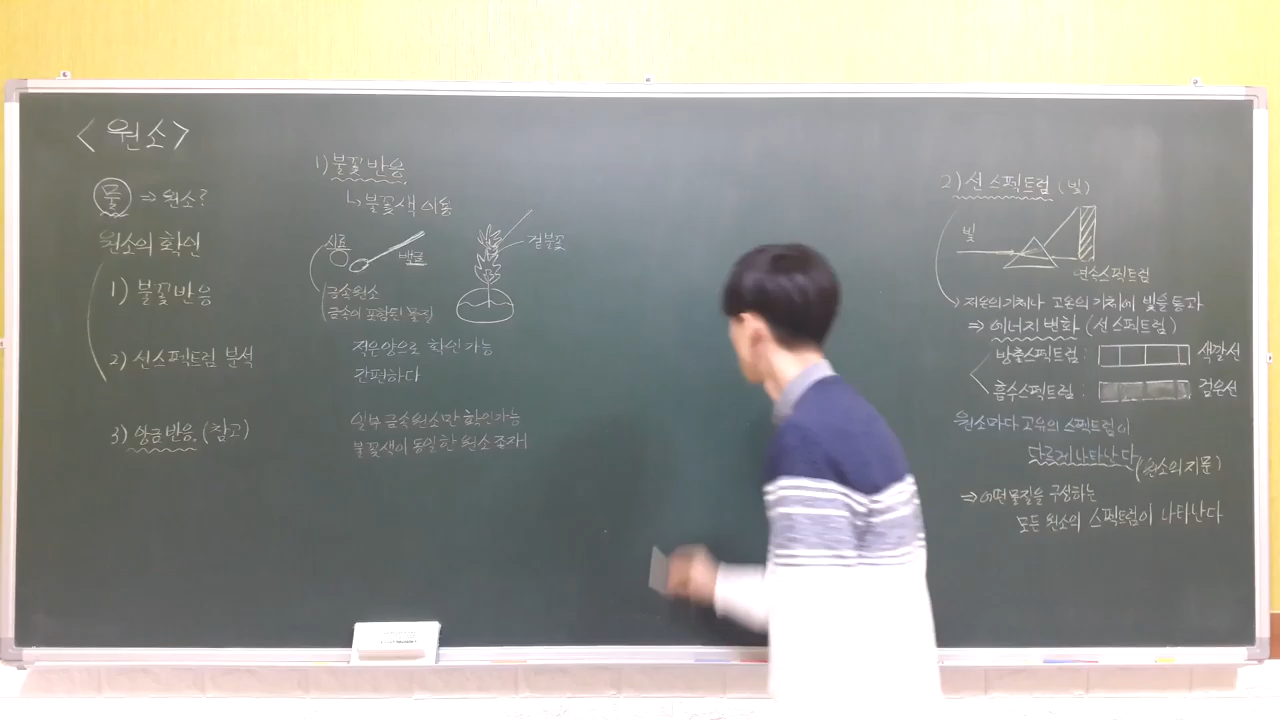 <원소>
물 ⇒ 원소?
원소의 확인
1) 불꽃반응
2) 선스펙트럼 분석
3) 앙금반응. (참고)
1) 불꽃반응
↳ 불꽃색 이용
시료
백금
겉불꽃
금속원소
금속이 포함된 물질
적은양으로 확인 가능
간편하다
일부 금속원소만 확인가능
불꽃색이 동일한 원소 존재
2) 선 스펙트럼 (빛)
빛
연속스펙트럼
저온의 기체나 고온의 기체에 빛을 통과
⇒ 에너지 변화 (선 스펙트럼)
방출스펙트럼 : 색깔선
흡수스펙트럼 : 검은선
원소마다 고유의 스펙트럼이
다르게 나타난다 (원소의 지문)
⇒ 어떤 물질을 구성하는
모든 원소의 스펙트럼이 나타난다